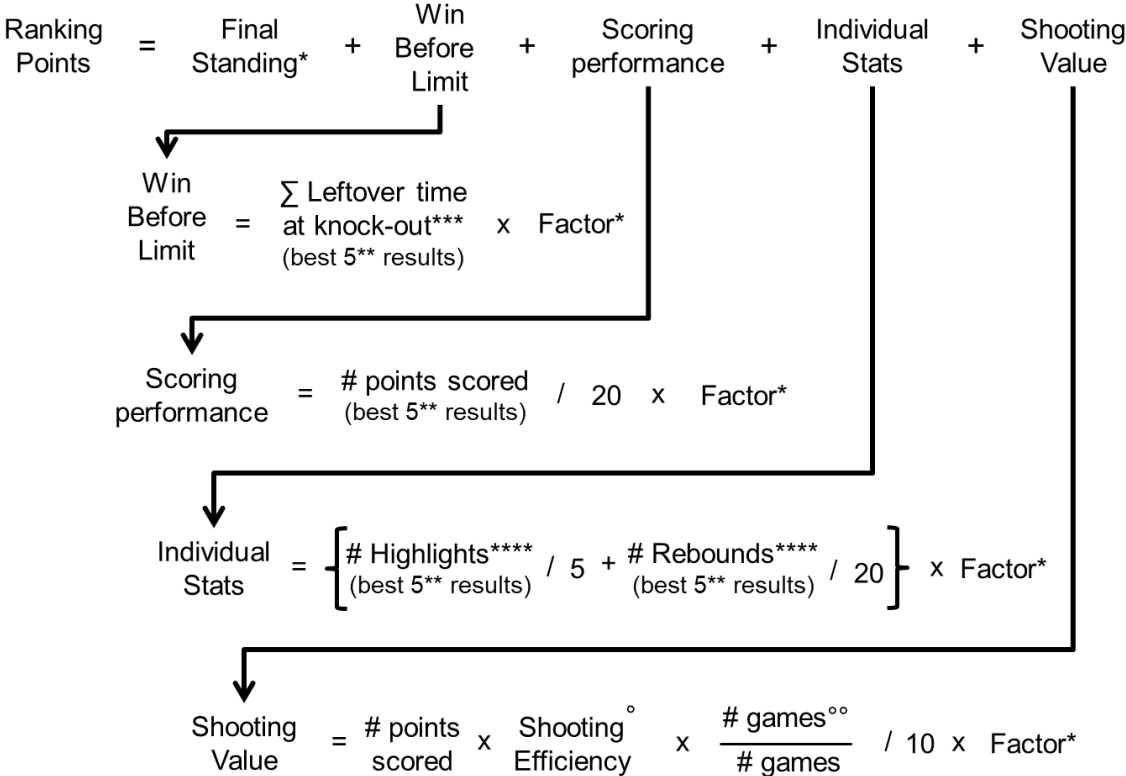 Ranking Points = Final Standing* + Win Before Limit + Scoring performance + Individual Stats + Shooting Value
Win Before Limit = ∑ Leftover time at knock-out*** (best 5** results) x Factor*
Scoring performance = # points scored (best 5** results) / 20 x Factor*
Individual Stats = { # Highlights**** (best 5** results) / 5 + # Rebounds**** (best 5** results) / 20 } x Factor*
Shooting Value = # points scored x Shooting° Efficiency x # games°° / # games / 10 x Factor*